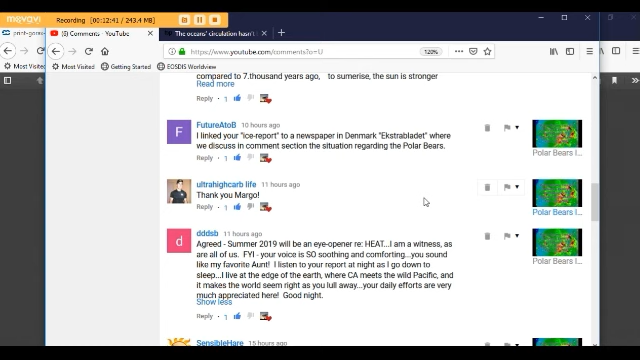 movavi Recording 00:12:41 / 243.4 MB
print-gora
(1) Comments - YouTube
The oceans' circulation hasn't
https://www.youtube.com/comments?o=U
120%
Most Visited
Most Visited Getting Started EOSDIS Worldview
compared to 7.thousand years ago, to sumerise, the sun is stronger
Read more
Reply 1
F
FutureAtoB 10 hours ago
I linked your "ice-report" to a newspaper in Denmark "Ekstrabladet" where
we discuss in comment section the situation regarding the Polar Bears.
Reply 1
Polar Bears I...
ultrahighcarb life 11 hours ago
Thank you Margo!
Reply 1
Polar Bears I...
d
dddsb 11 hours ago
Agreed - Summer 2019 will be an eye-opener re: HEAT...I am a witness, as
are all of us. FYI - your voice is SO soothing and comforting...you sound
like my favorite Aunt! I listen to your report at night as I go down to
sleep...I live at the edge of the earth, where CA meets the wild Pacific, and
it makes the world seem right as you lull away...your daily efforts are very
much appreciated here! Good night.
Show less
Reply 1
Polar Bears I...
SensibleHare 15 hours ago